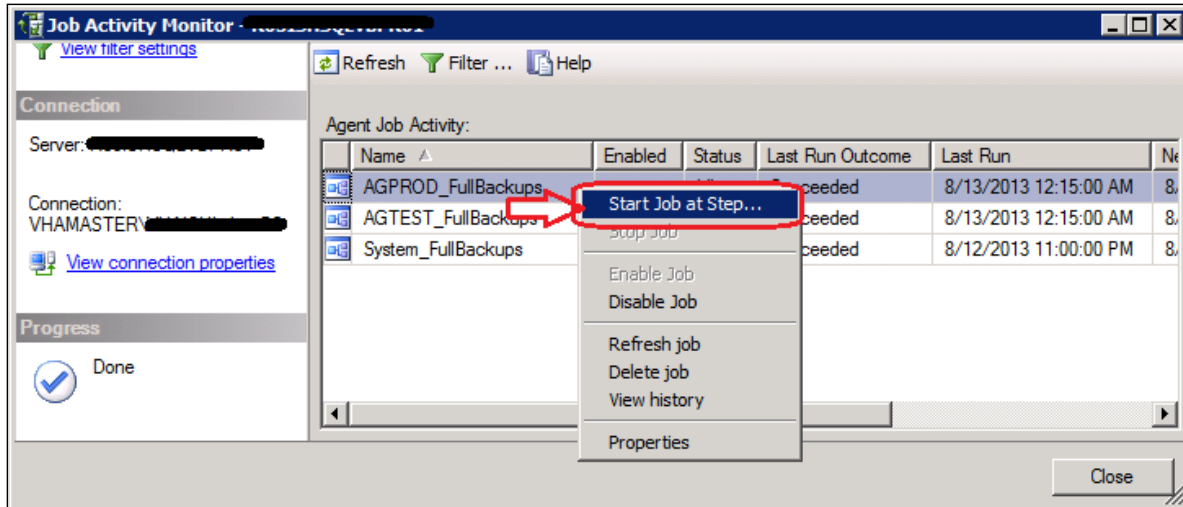 Job Activity Monitor -
View filter settings
Refresh Filter ... Help
Connection
Agent Job Activity:
Server:
Name Enabled Status Last Run Outcome Last Run
AGPROD_FullBackups 8/13/2013 12:15:00 AM
Start Job at Step...
Connection:
VHAMASTER\
AGTEST_FullBackups 8/13/2013 12:15:00 AM
Stop Job
System_FullBackups 8/12/2013 11:00:00 PM
View connection properties
Enable Job
Disable Job
Progress
Refresh job
Done
Delete job
View history
Properties
Close